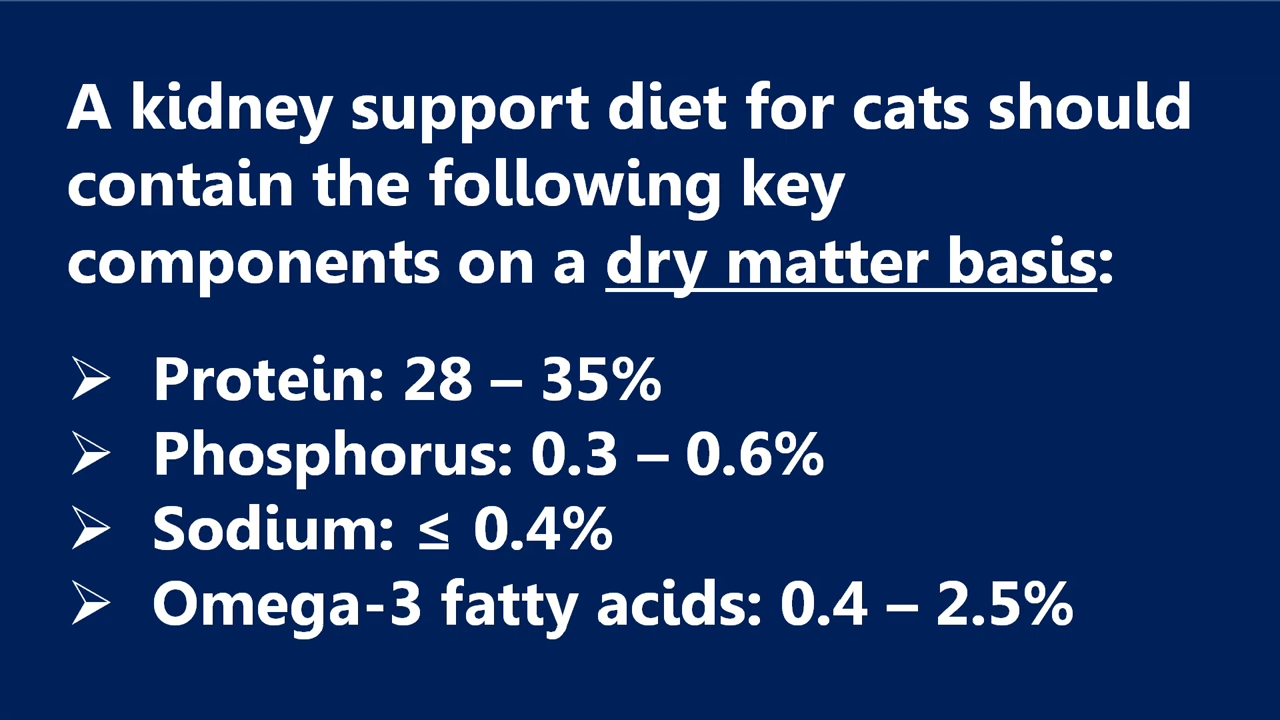 A kidney support diet for cats should
contain the following key
components on a dry matter basis:
➢ Protein: 28 – 35%
➢ Phosphorus: 0.3 – 0.6%
➢ Sodium: ≤ 0.4%
➢ Omega-3 fatty acids: 0.4 – 2.5%